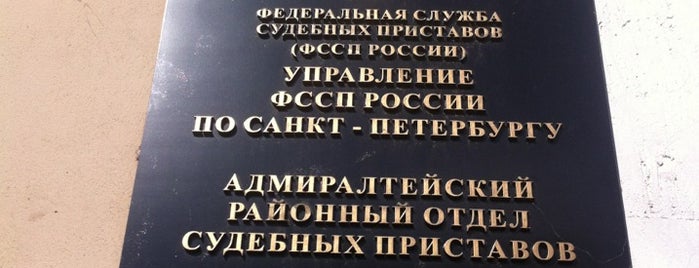 ФЕДЕРАЛЬНАЯ СЛУЖБА
СУДЕБНЫХ ПРИСТАВОВ
(ФССП РОССИИ)
УПРАВЛЕНИЕ
ФССП РОССИИ
ПО САНКТ - ПЕТЕРБУРГУ
АДМИРАЛТЕЙСКИЙ
РАЙОННЫЙ ОТДЕЛ
СУДЕБНЫХ ПРИСТАВОВ